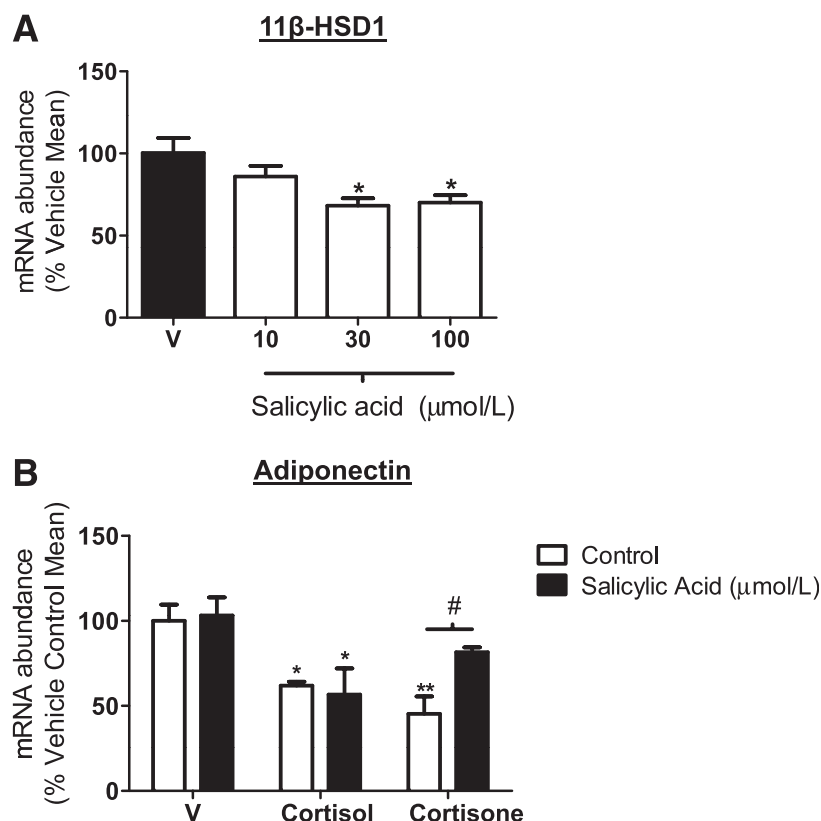 A
11β-HSD1
mRNA abundance
(% Vehicle Mean)
150
100
50
0
*
*
V 10 30 100
Salicylic acid (μmol/L)
B
Adiponectin
mRNA abundance
(% Vehicle Control Mean)
150
100
50
0
*
*
**
#
V Cortisol Cortisone
Control
Salicylic Acid (μmol/L)